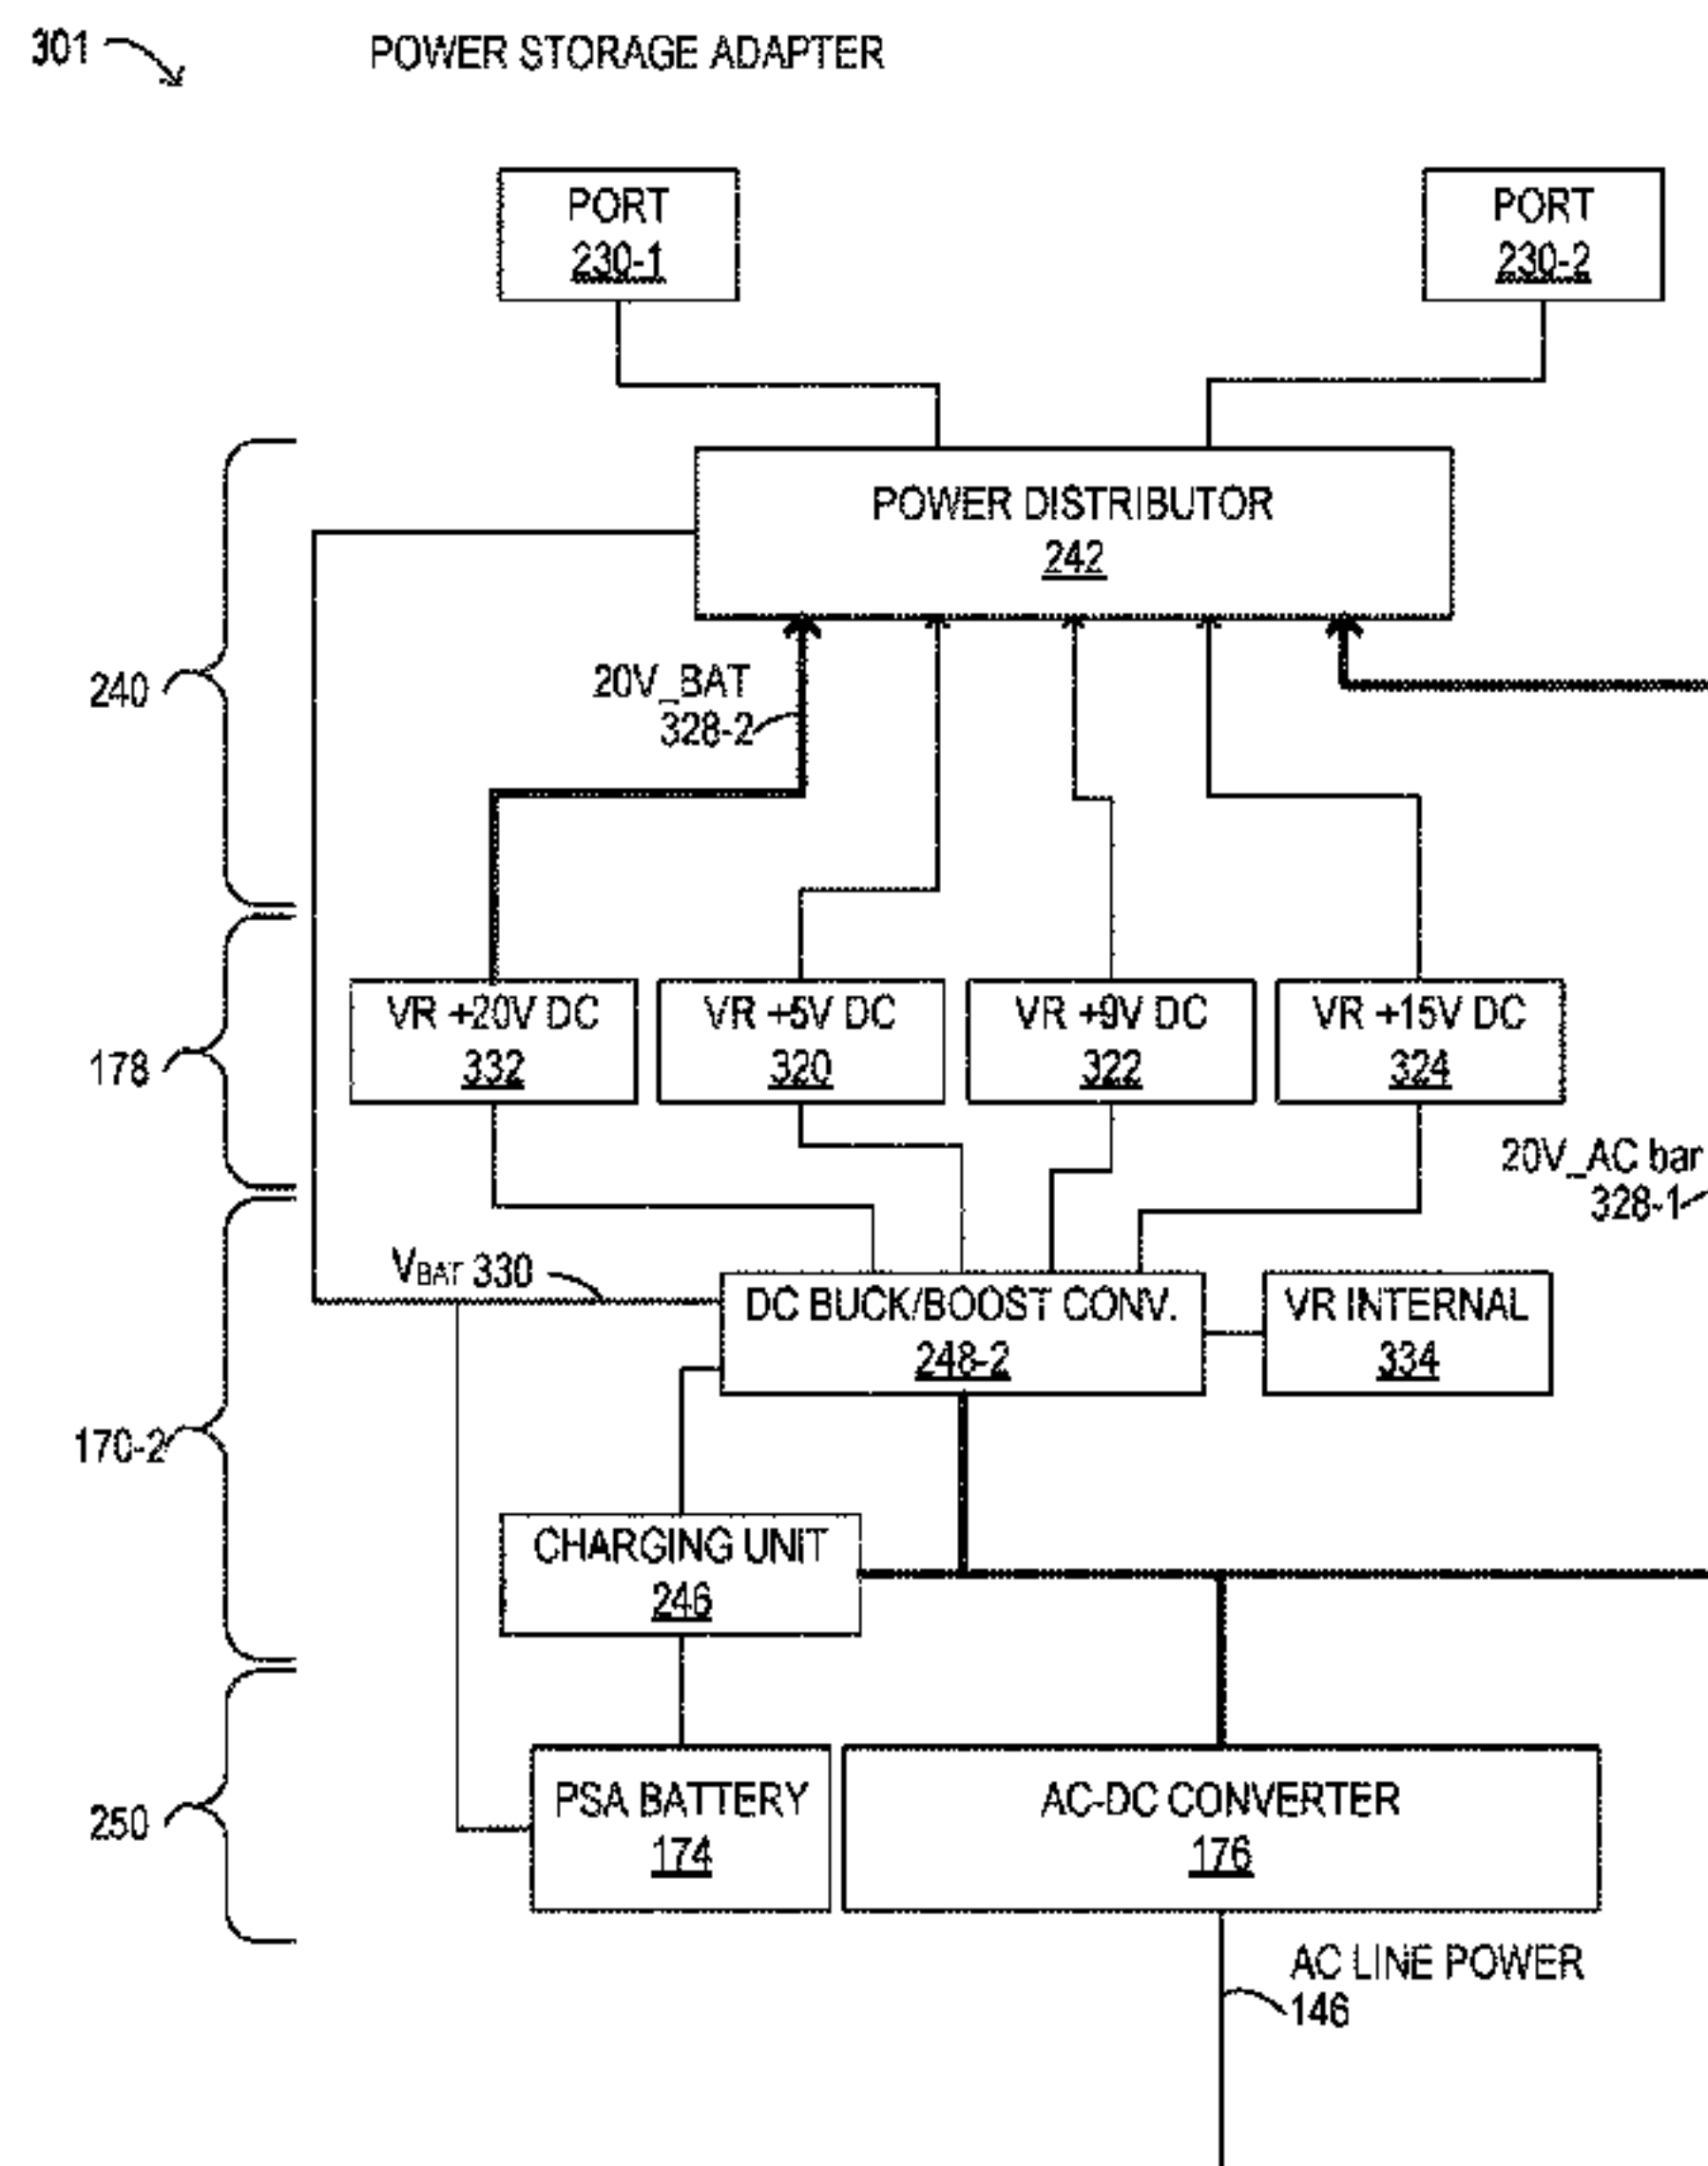 301
POWER STORAGE ADAPTER
PORT
230-1
PORT
230-2
POWER DISTRIBUTOR
242
20V_BAT
328-2
240
VR +20V DC
332
VR +5V DC
320
VR +9V DC
322
VR +15V DC
324
178
20V_AC bar
328-1
VBAT 330
DC BUCK/BOOST CONV.
248-2
VR INTERNAL
334
170-2
CHARGING UNIT
246
PSA BATTERY
174
AC-DC CONVERTER
176
250
AC LINE POWER
146